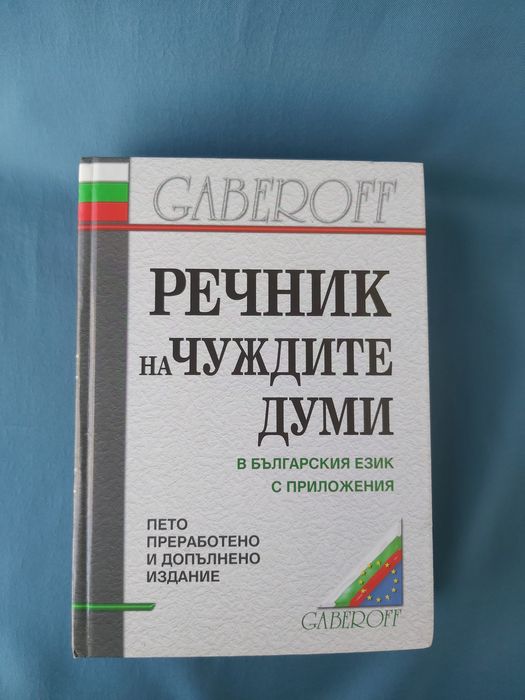 GABEROFF
РЕЧНИК
НА ЧУЖДИТЕ
ДУМИ
В БЪЛГАРСКИЯ ЕЗИК
С ПРИЛОЖЕНИЯ
ПЕТО
ПРЕРАБОТЕНО
И ДОПЪЛНЕНО
ИЗДАНИЕ
GABEROFF